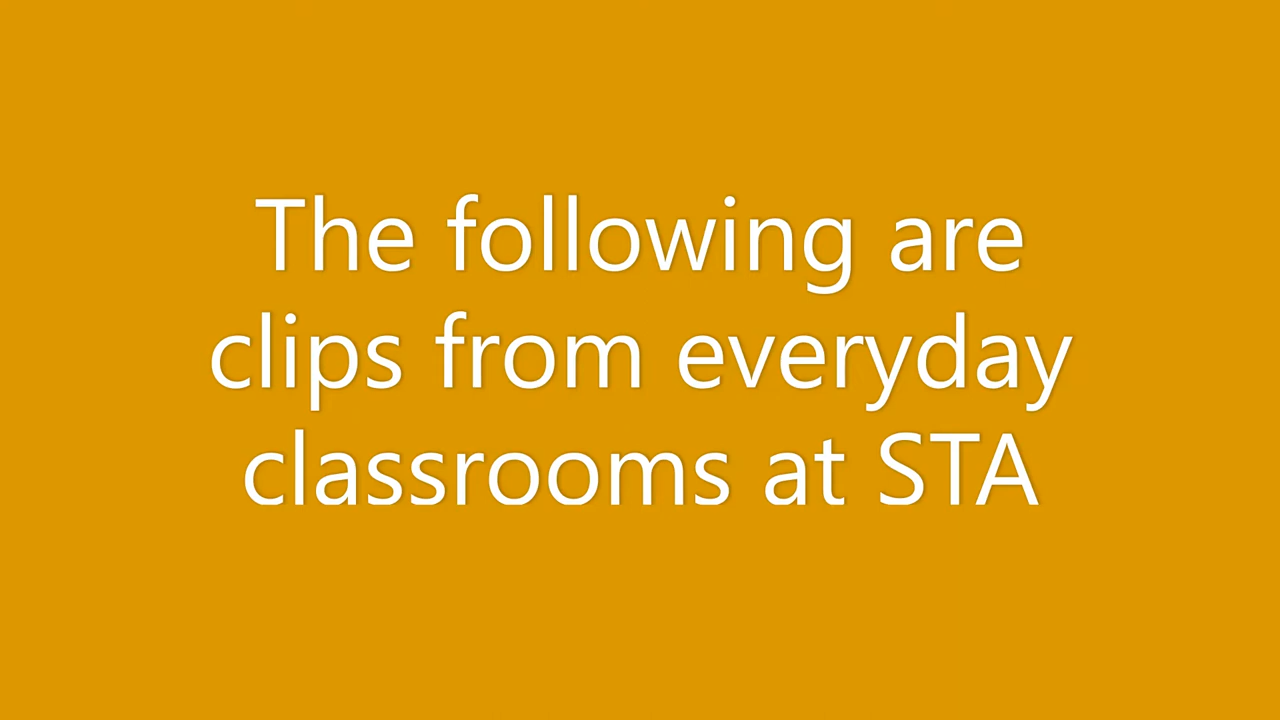 The following are
clips from everyday
classrooms at STA